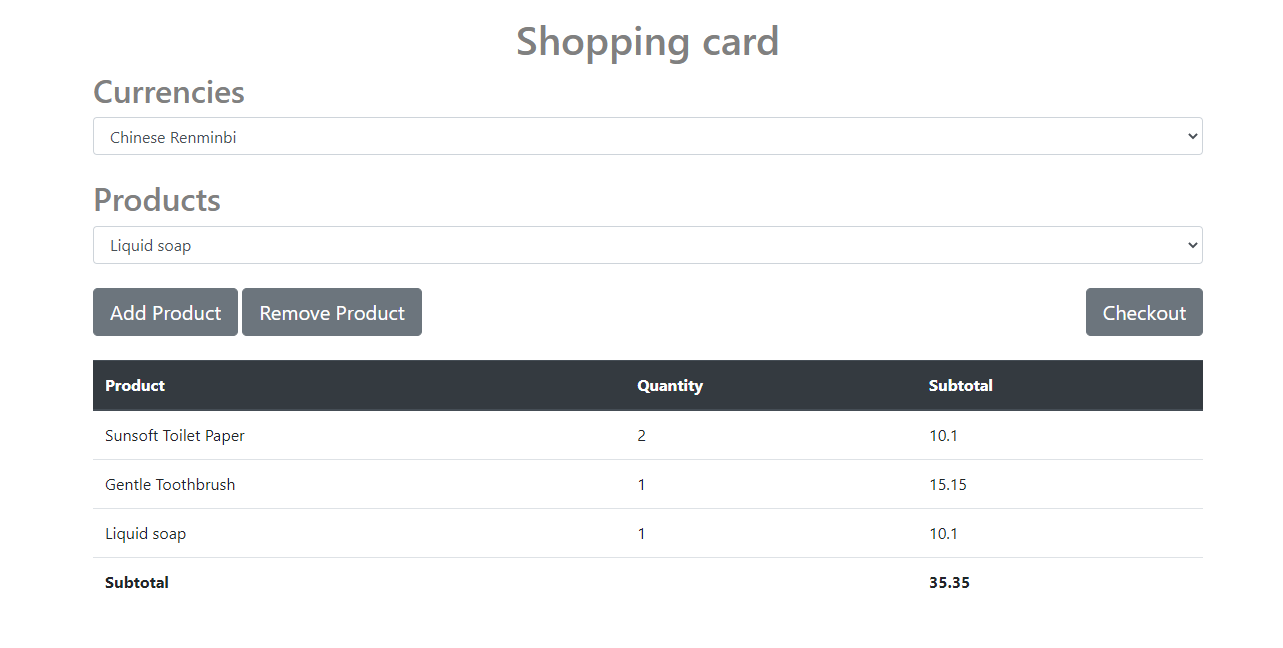 Shopping card
Currencies
Chinese Renminbi
Products
Liquid soap
Add Product Remove Product Checkout
Product Quantity Subtotal
Sunsoft Toilet Paper 2 10.1
Gentle Toothbrush 1 15.15
Liquid soap 1 10.1
Subtotal 35.35